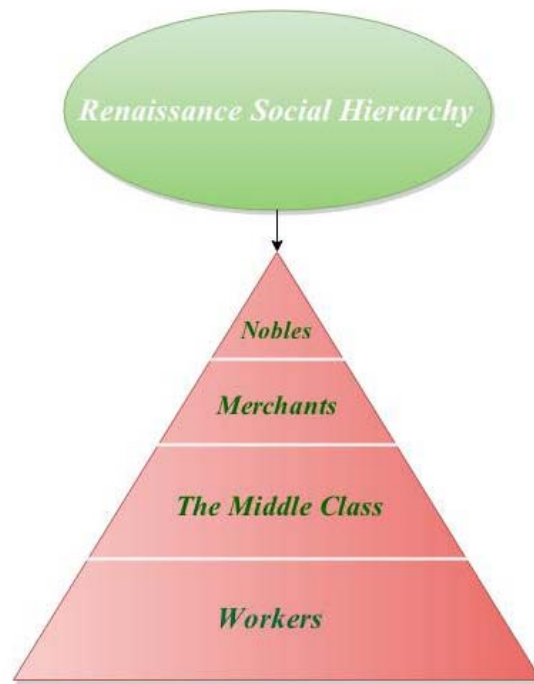 Renaissance Social Hierarchy
Nobles
Merchants
The Middle Class
Workers